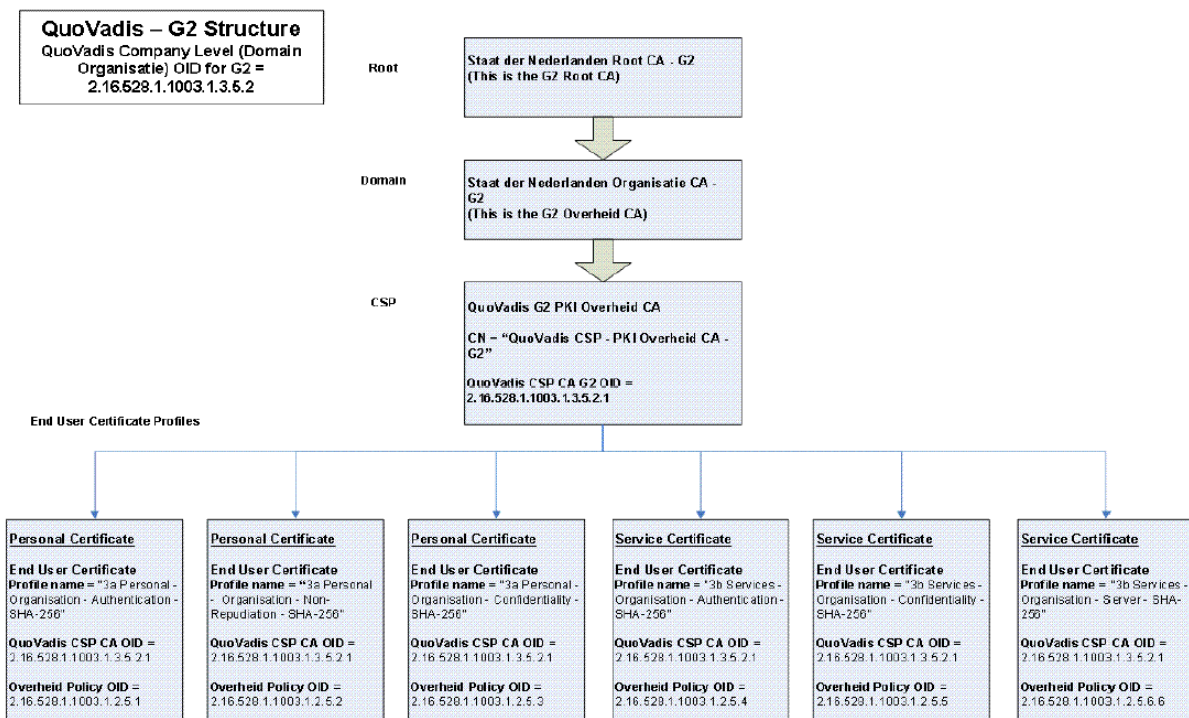 QuoVadis – G2 Structure
QuoVadis Company Level (Domain
Organisatie) OID for G2 =
2.16.528.1.1003.1.3.5.2
Root
Staat der Nederlanden Root CA - G2
(This is the G2 Root CA)
Domain
Staat der Nederlanden Organisatie CA -
G2
(This is the G2 Overheid CA)
CSP
QuoVadis G2 PKI Overheid CA
CN – “QuoVadis CSP - PKI Overheid CA -
G2”
QuoVadis CSP CA G2 OID =
2.16.528.1.1003.1.3.5.2.1
End User Certificate Profiles
Personal Certificate
End User Certificate
Profile name = "3a Personal -
Organisation - Authentication -
SHA-256"
QuoVadis CSP CA OID =
2.16.528.1.1003.1.3.5.2.1
Overheid Policy OID =
2.16.528.1.1003.1.2.5.1
Personal Certificate
End User Certificate
Profile name = “3a Personal
- Organisation - Non-
Repudiation - SHA-256"
QuoVadis CSP CA OID =
2.16.528.1.1003.1.3.5.2.1
Overheid Policy OID =
2.16.528.1.1003.1.2.5.2
Personal Certificate
End User Certificate
Profile name = "3a Personal -
Organisation - Confidentiality -
SHA-256"
QuoVadis CSP CA OID =
2.16.528.1.1003.1.3.5.2.1
Overheid Policy OID =
2.16.528.1.1003.1.2.5.3
Service Certificate
End User Certificate
Profile name = "3b Services -
Organisation - Authentication -
SHA-256"
QuoVadis CSP CA OID =
2.16.528.1.1003.1.3.5.2.1
Overheid Policy OID =
2.16.528.1.1003.1.2.5.4
Service Certificate
End User Certificate
Profile name = "3b Services -
Organisation - Confidentiality -
SHA-256"
QuoVadis CSP CA OID =
2.16.528.1.1003.1.3.5.2.1
Overheid Policy OID =
2.16.528.1.1003.1.2.5.5
Service Certificate
End User Certificate
Profile name = "3b Services -
Organisation - Server - SHA-
256"
QuoVadis CSP CA OID =
2.16.528.1.1003.1.3.5.2.1
Overheid Policy OID =
2.16.528.1.1003.1.2.5.6.6